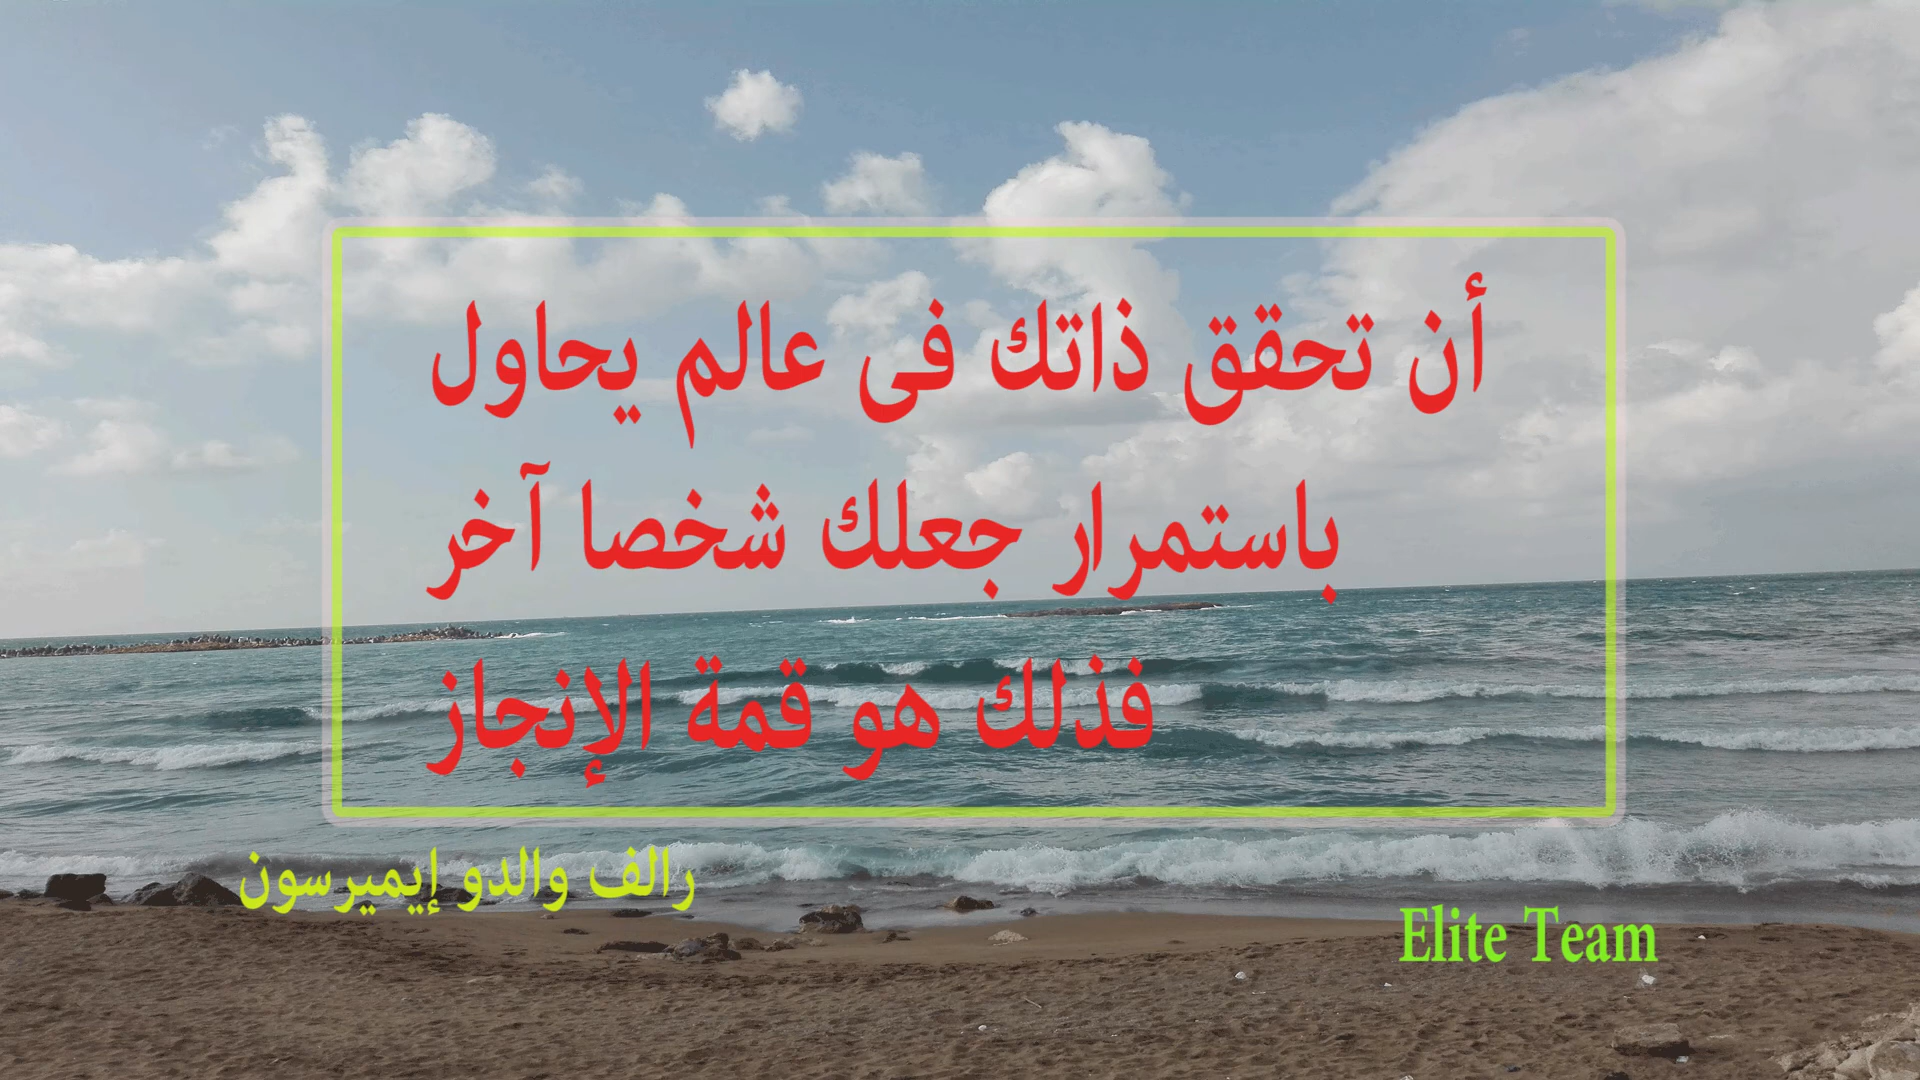 أن تحقق ذاتك فى عالم يحاول
باستمرار جعلك شخصا آخر
فذلك هو قمة الإنجاز
رالف والدو إيميرسون
Elite Team